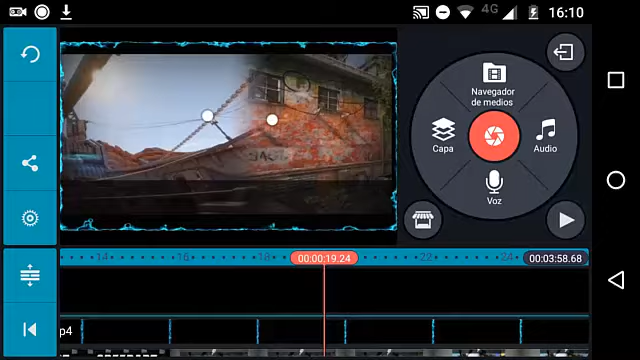 4G
16:10
Navegador
de medios
Capa
Audio
Voz
14
16
18
00:00:19.24
22
24
00:03:58.68
p4